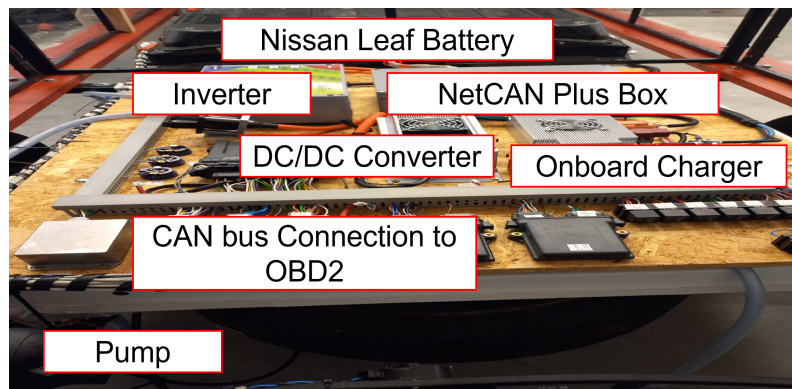 Nissan Leaf Battery
Inverter
NetCAN Plus Box
DC/DC Converter
Onboard Charger
CAN bus Connection to
OBD2
Pump